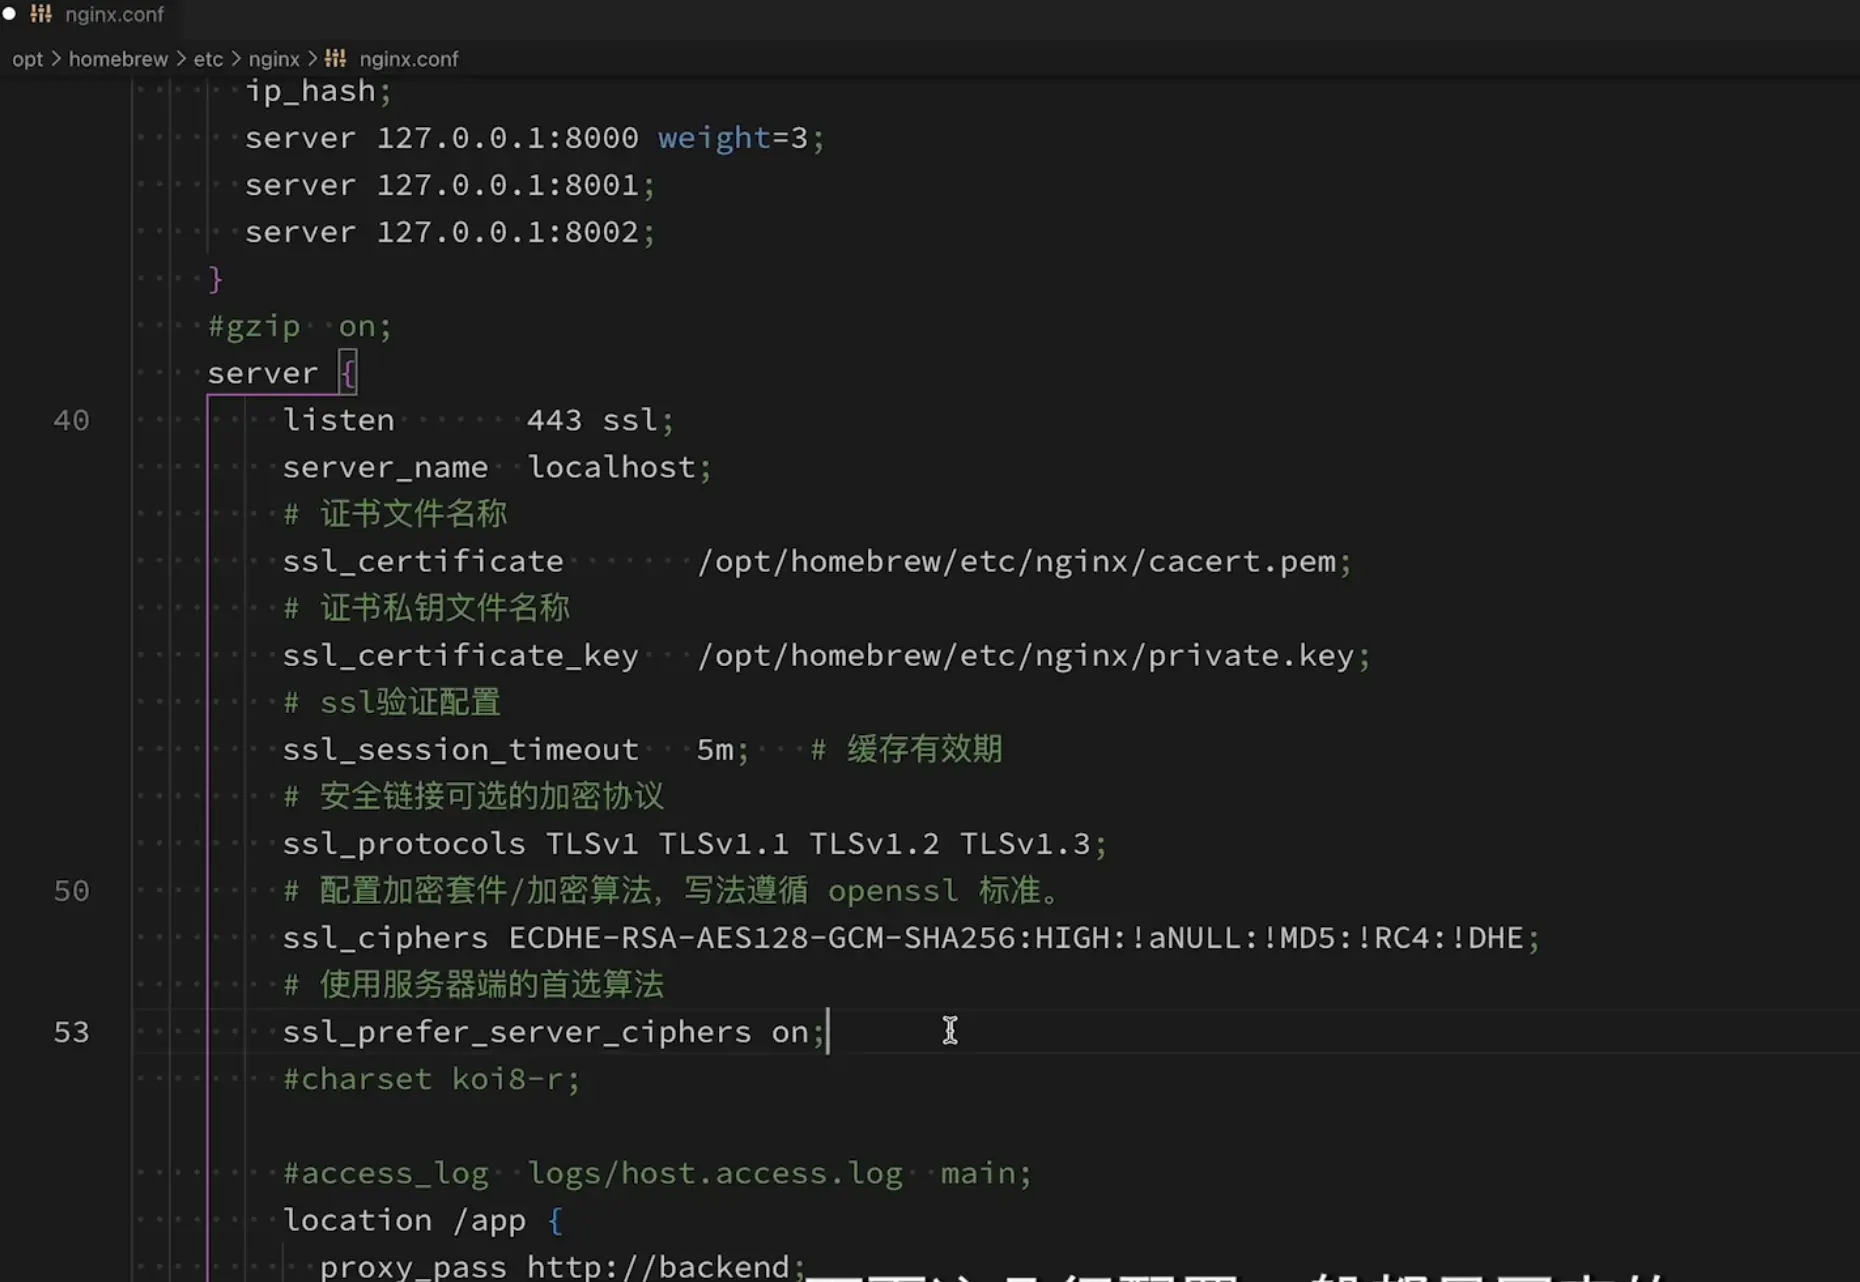 nginx.conf
opt > homebrew > etc > nginx > nginx.conf
ip_hash;
server 127.0.0.1:8000 weight=3;
server 127.0.0.1:8001;
server 127.0.0.1:8002;
}
#gzip  on;
server {
40 listen       443 ssl;
server_name  localhost;
# 证书文件名称
ssl_certificate       /opt/homebrew/etc/nginx/cacert.pem;
# 证书私钥文件名称
ssl_certificate_key   /opt/homebrew/etc/nginx/private.key;
# ssl验证配置
ssl_session_timeout   5m;   # 缓存有效期
# 安全链接可选的加密协议
ssl_protocols TLSv1 TLSv1.1 TLSv1.2 TLSv1.3;
50 # 配置加密套件/加密算法，写法遵循 openssl 标准。
ssl_ciphers ECDHE-RSA-AES128-GCM-SHA256:HIGH:!aNULL:!MD5:!RC4:!DHE;
# 使用服务器端的首选算法
53 ssl_prefer_server_ciphers on;
#charset koi8-r;
#access_log  logs/host.access.log  main;
location /app {
proxy_pass http://backend;